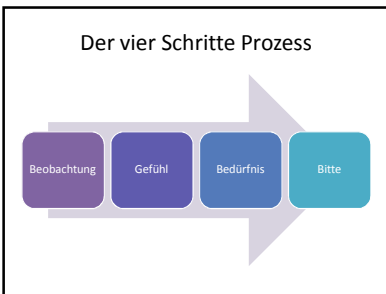 Der vier Schritte Prozess
Beobachtung
Gefühl
Bedürfnis
Bitte